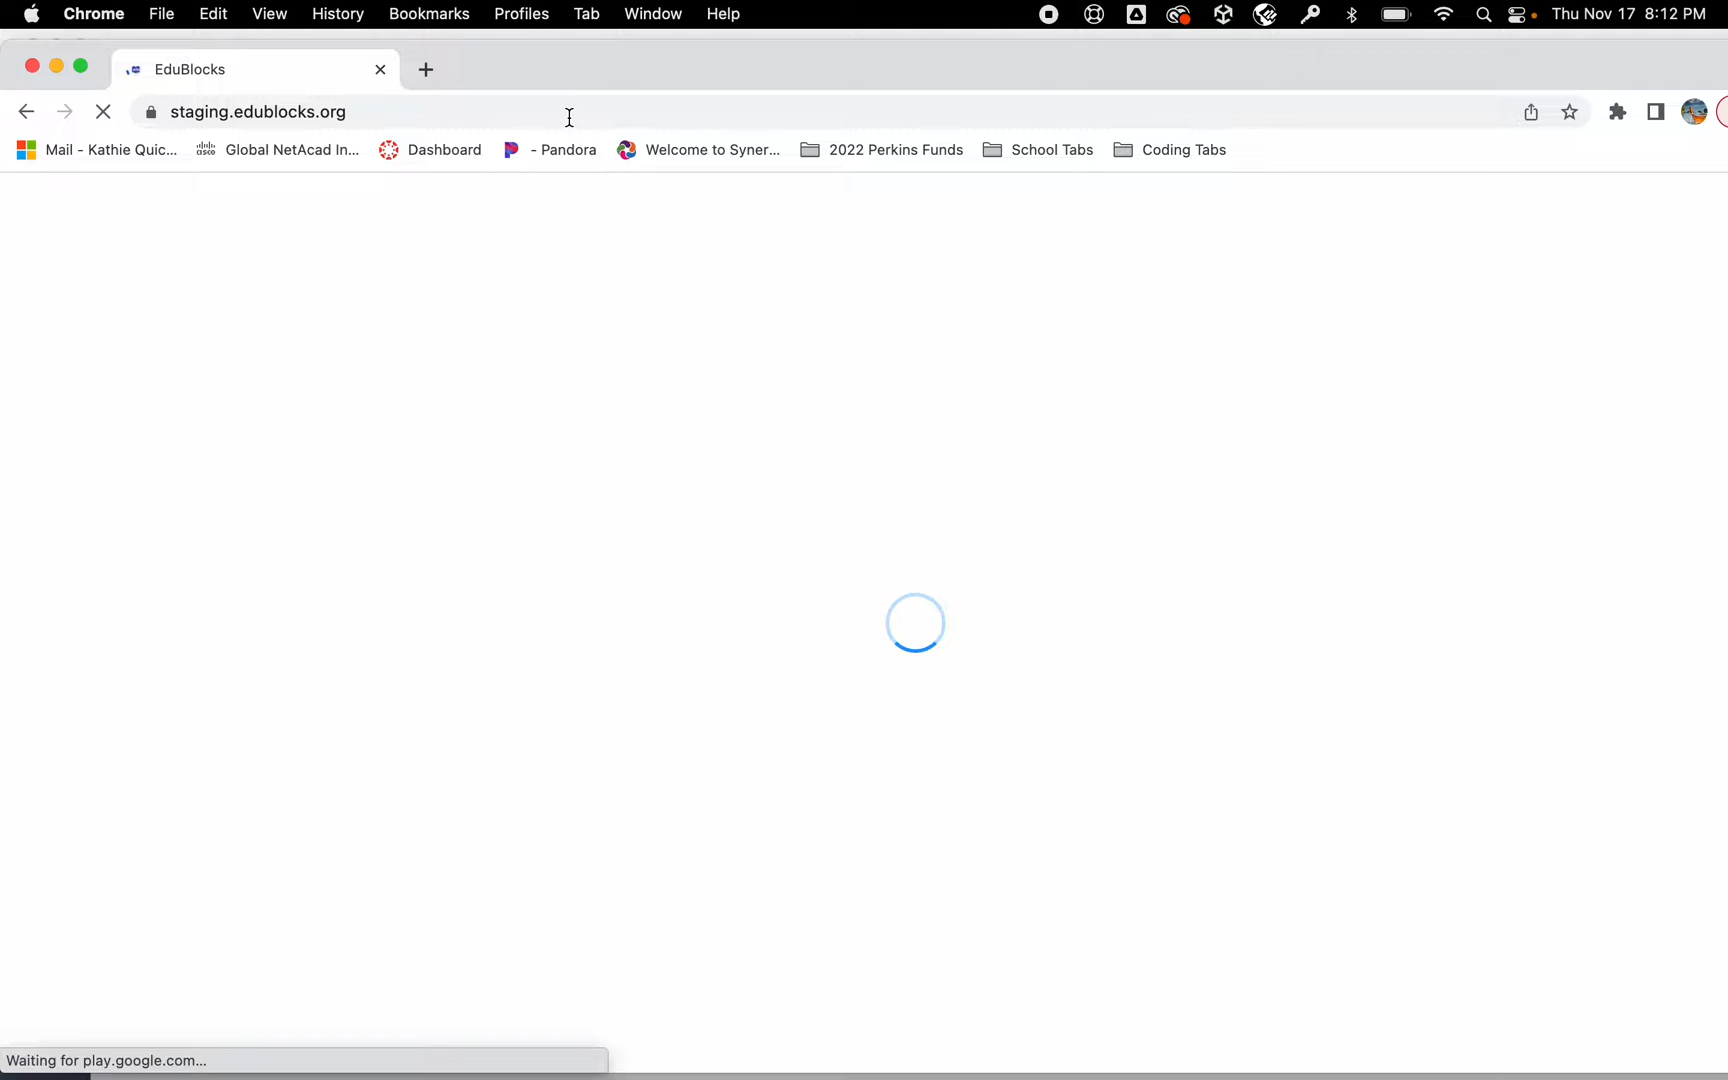 Chrome File Edit View History Bookmarks Profiles Tab Window Help Thu Nov 17 8:12 PM
EduBlocks
staging.edublocks.org
Mail - Kathie Quic... Global NetAcad In... Dashboard - Pandora Welcome to Syner... 2022 Perkins Funds School Tabs Coding Tabs
Waiting for play.google.com...